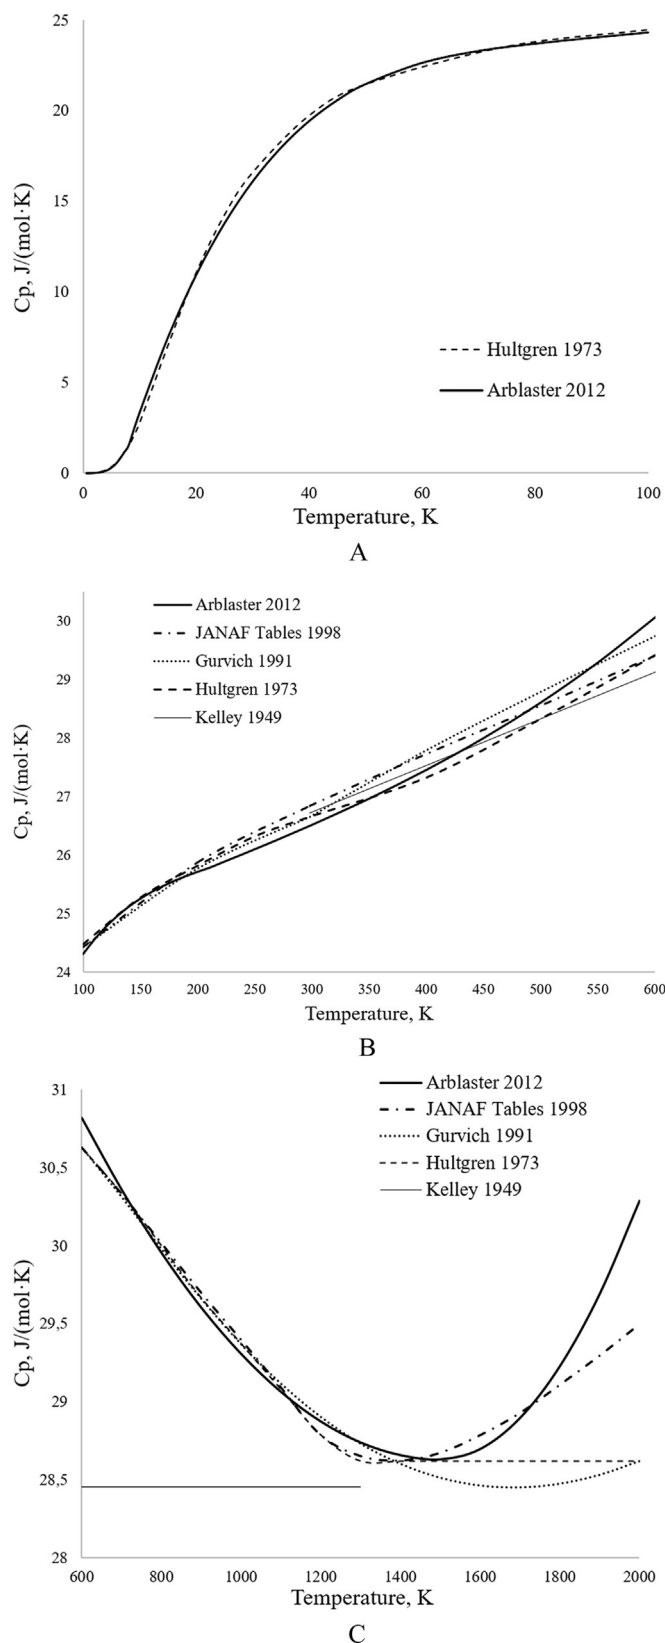 25
20
15
10
5
0
Cp, J/(mol·K)
Hultgren 1973
Arblaster 2012
0 20 40 60 80 100
Temperature, K
A
Arblaster 2012
JANAF Tables 1998
Gurvich 1991
Hultgren 1973
Kelley 1949
30
29
28
27
26
25
24
Cp, J/(mol·K)
100 150 200 250 300 350 400 450 500 550 600
Temperature, K
B
Arblaster 2012
JANAF Tables 1998
Gurvich 1991
Hultgren 1973
Kelley 1949
31
30,5
30
29,5
29
28,5
28
Cp, J/(mol·K)
600 800 1000 1200 1400 1600 1800 2000
Temperature, K
C